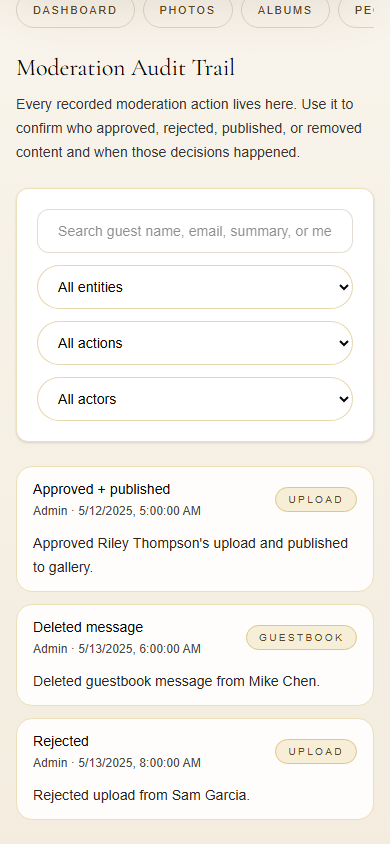 DASHBOARD PHOTOS ALBUMS
Moderation Audit Trail
Every recorded moderation action lives here. Use it to
confirm who approved, rejected, published, or removed
content and when those decisions happened.
Search guest name, email, summary, or me
All entities
All actions
All actors
Approved + published
UPLOAD
Admin · 5/12/2025, 5:00:00 AM
Approved Riley Thompson's upload and published
to gallery.
Deleted message
GUESTBOOK
Admin · 5/13/2025, 6:00:00 AM
Deleted guestbook message from Mike Chen.
Rejected
UPLOAD
Admin · 5/13/2025, 8:00:00 AM
Rejected upload from Sam Garcia.